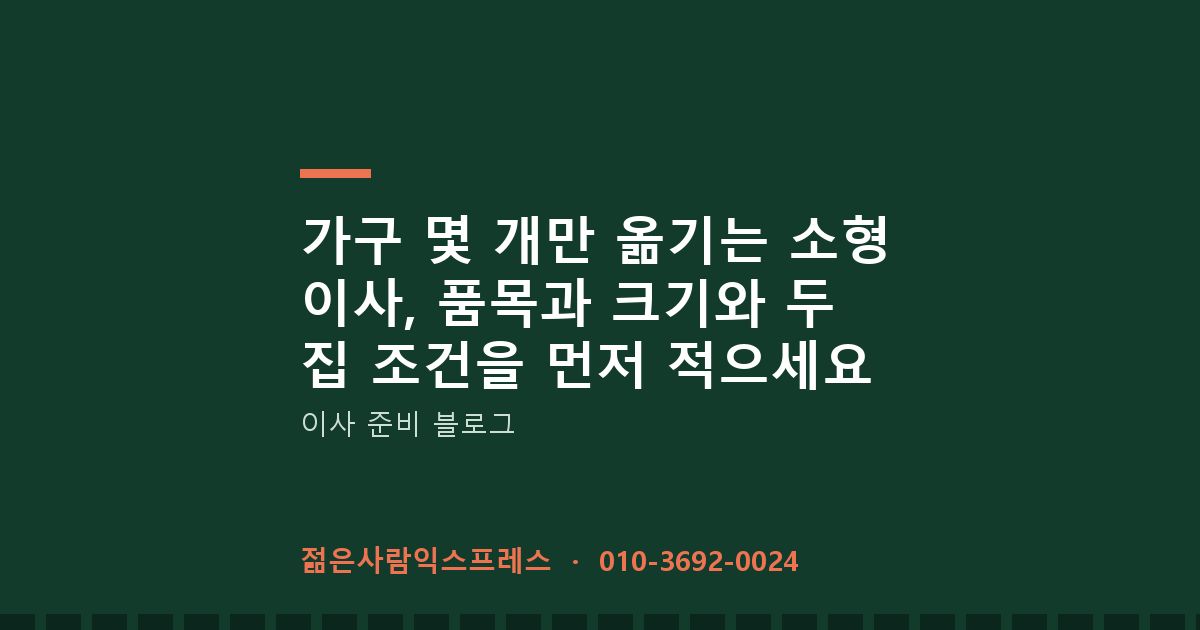 가구 몇 개만 옮기는 소형
이사, 품목과 크기와 두
집 조건을 먼저 적으세요
이사 준비 블로그
젊은사람익스프레스 · 010-3692-0024